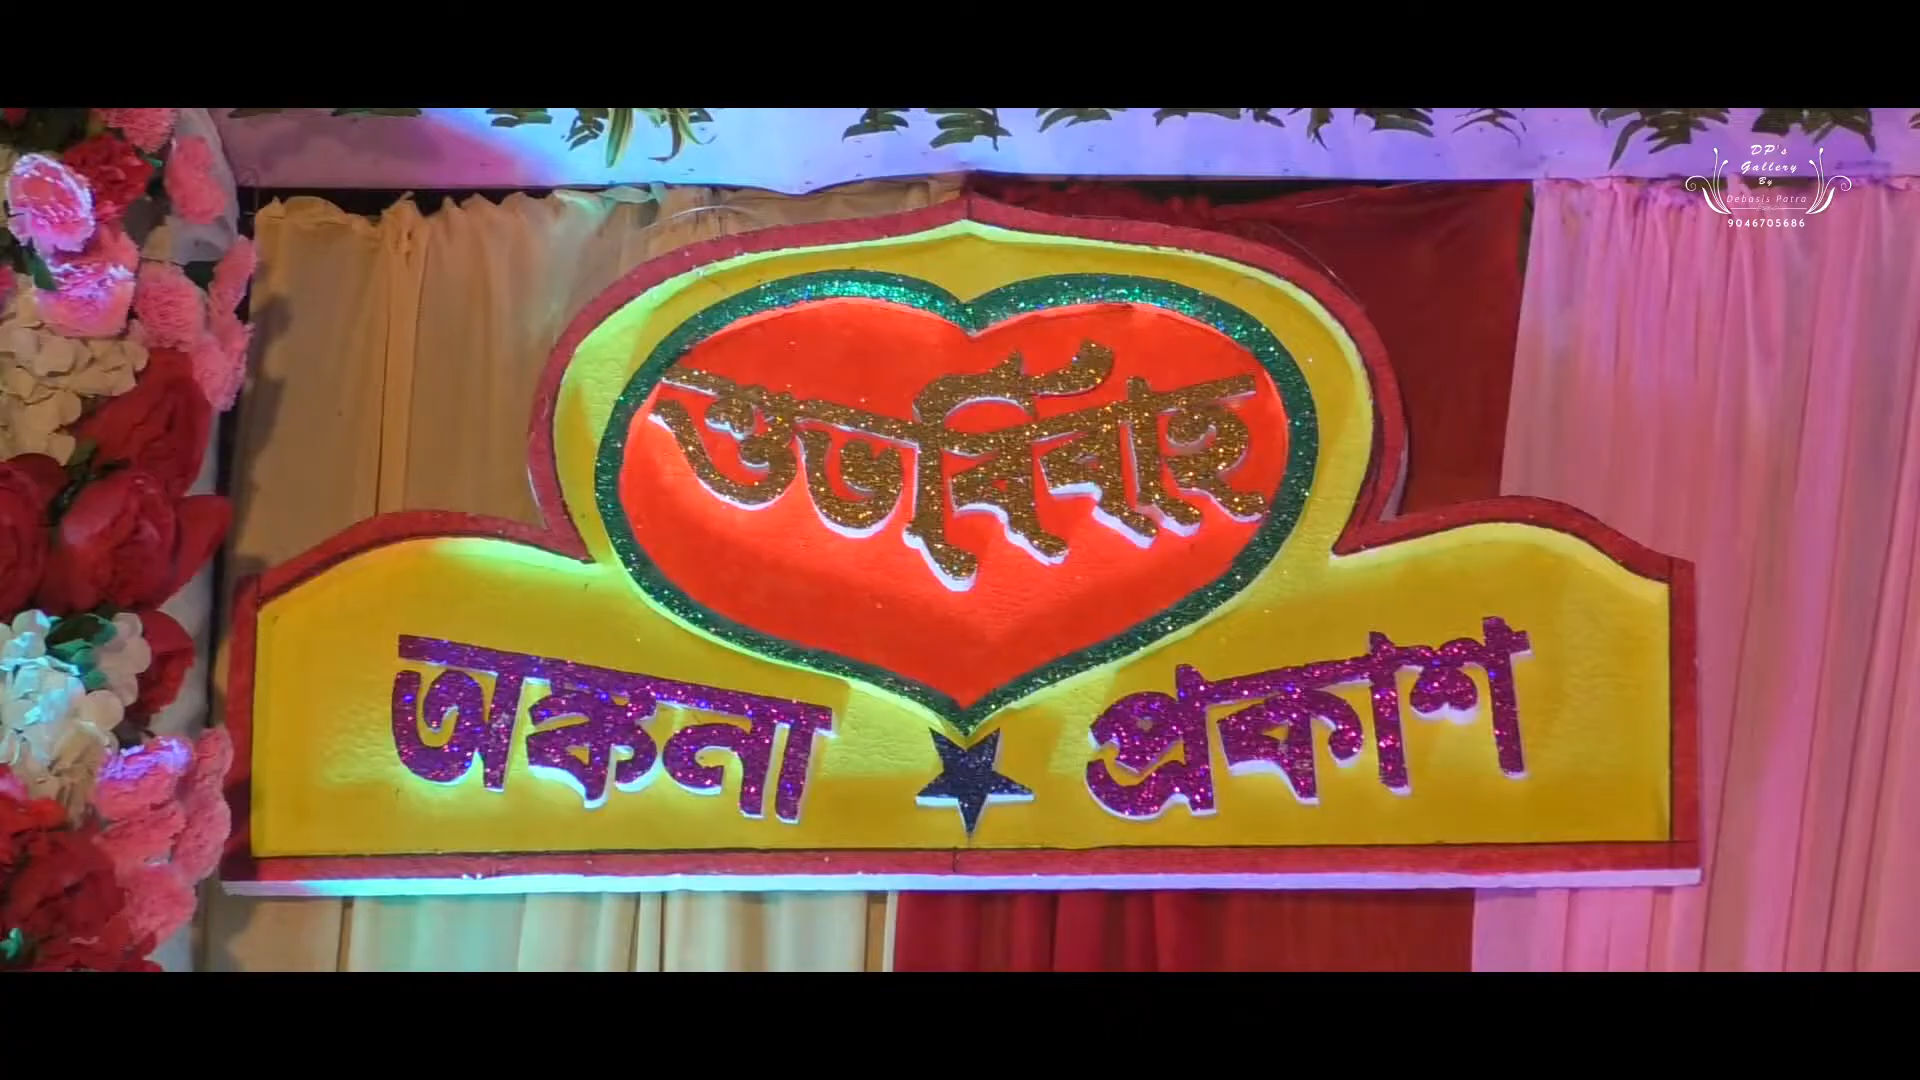 DP's
Gallery
By
Debasis Patra
9046705686
শুভবিবাহ
অঙ্কনা ★ প্রকাশ